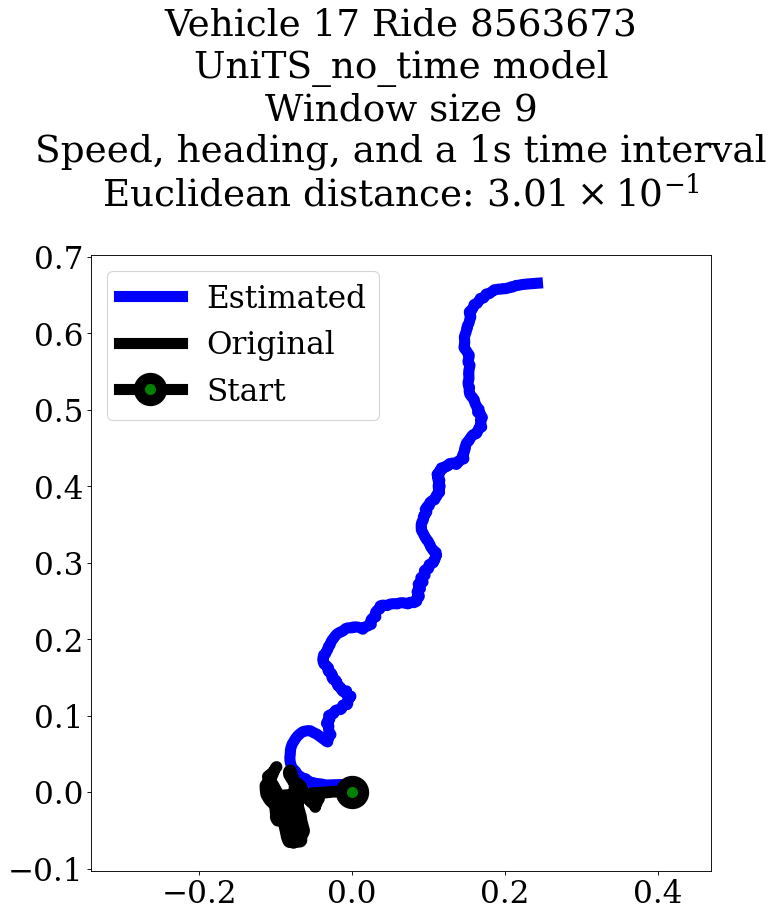 Vehicle 17 Ride 8563673
UniTS_no_time model
Window size 9
Speed, heading, and a 1s time interval
Euclidean distance: 3.01 × 10⁻¹
0.7
0.6
0.5
0.4
0.3
0.2
0.1
0.0
−0.1
Estimated
Original
Start
−0.2
0.0
0.2
0.4